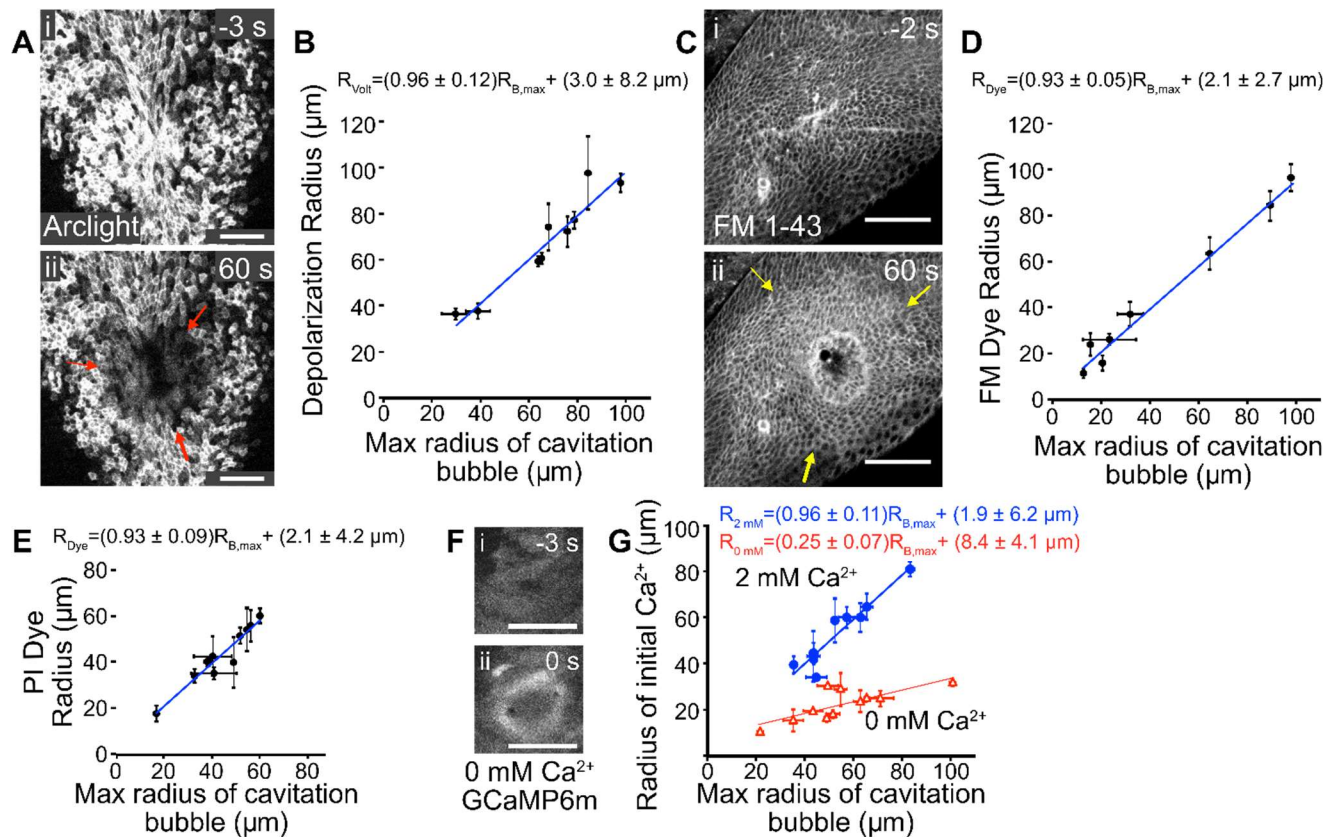 A
i
-3 s
Arclight
ii
60 s
B
R_Volt=(0.96 ± 0.12)R_B,max+ (3.0 ± 8.2 µm)
Depolarization Radius (µm)
120
100
80
60
40
20
0
0
20
40
60
80
100
Max radius of cavitation
bubble (µm)
C
i
-2 s
FM 1-43
ii
60 s
D
R_Dye=(0.93 ± 0.05)R_B,max+ (2.1 ± 2.7 µm)
FM Dye Radius (µm)
120
100
80
60
40
20
0
0
20
40
60
80
100
Max radius of cavitation
bubble (µm)
E
R_Dye=(0.93 ± 0.09)R_B,max+ (2.1 ± 4.2 µm)
PI Dye
Radius (µm)
80
60
40
20
0
0
20
40
60
80
Max radius of cavitation
bubble (µm)
F
i
-3 s
ii
0 s
0 mM Ca²⁺
GCaMP6m
G
R_2 mM=(0.96 ± 0.11)R_B,max+ (1.9 ± 6.2 µm)
R_0 mM=(0.25 ± 0.07)R_B,max+ (8.4 ± 4.1 µm)
Radius of initial Ca²⁺ (µm)
100
80
60
40
20
2 mM Ca²⁺
0 mM Ca²⁺
0
20
40
60
80
100
Max radius of cavitation
bubble (µm)